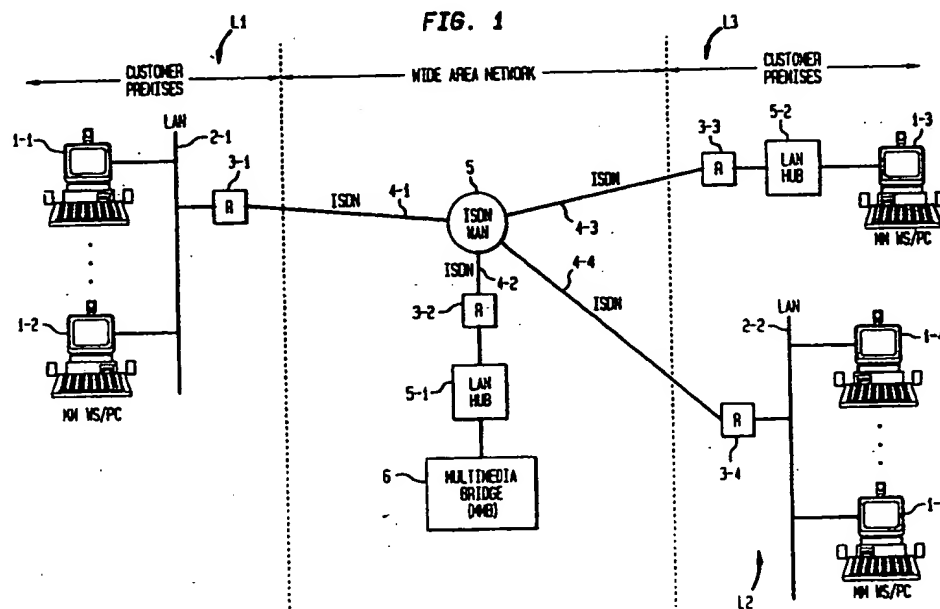 FIG. 1
L1
L3
CUSTOMER PREMISES
WIDE AREA NETWORK
CUSTOMER PREMISES
1-1
LAN
2-1
3-1
R
ISDN
4-1
1-2
MM WS/PC
5
ISDN WAN
ISDN
4-2
3-2
R
5-1
LAN HUB
6
MULTIMEDIA BRIDGE (MMB)
ISDN
4-3
4-4
ISDN
3-3
R
5-2
LAN HUB
1-3
MM WS/PC
LAN
2-2
1-4
R
3-4
L2
MM WS/PC